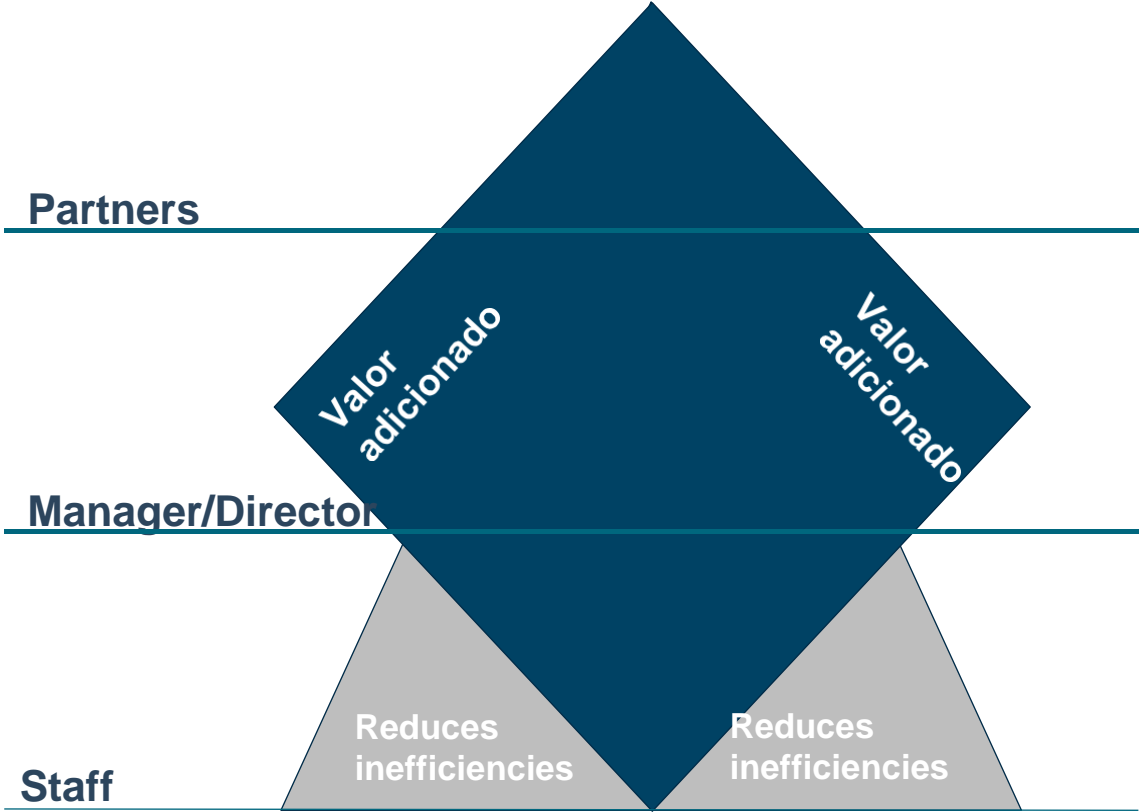 Partners
Valor
adicionado
Valor
adicionado
Manager/Director
Reduces
inefficiencies
Reduces
inefficiencies
Staff